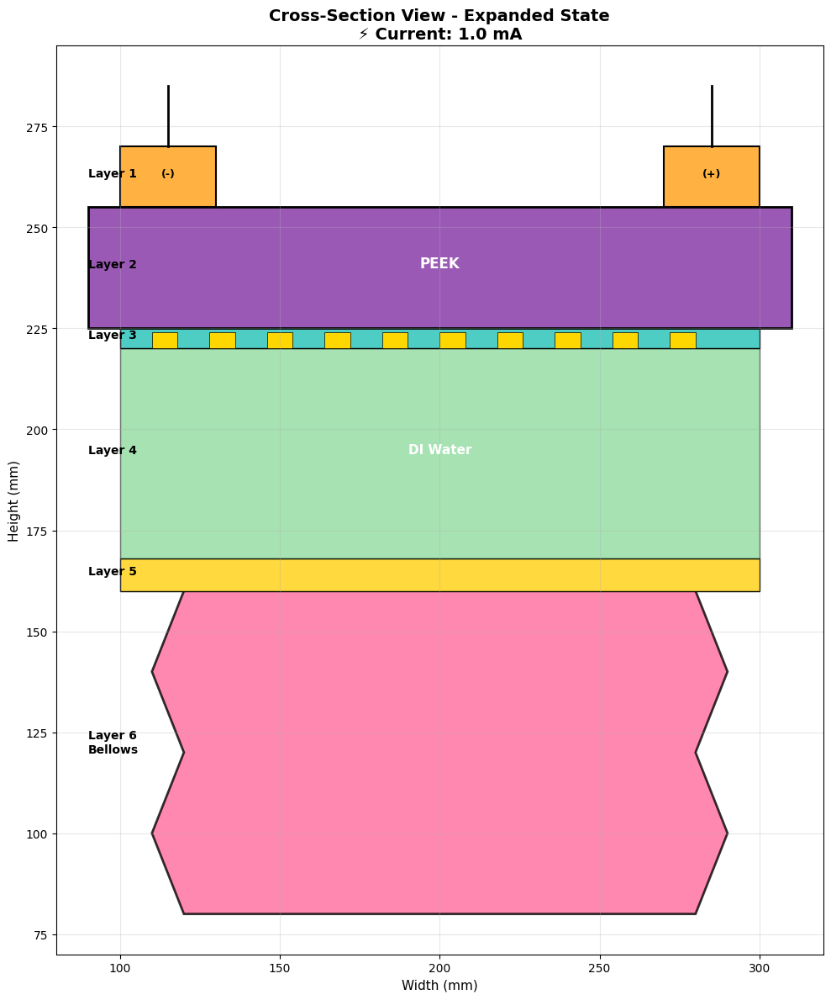 Cross-Section View - Expanded State
⚡ Current: 1.0 mA
275
Layer 1
(-)
(+)
250
Layer 2
PEEK
225
Layer 3
200
Layer 4
DI Water
Height (mm)
175
Layer 5
150
125
Layer 6
Bellows
100
75
100
150
200
250
300
Width (mm)